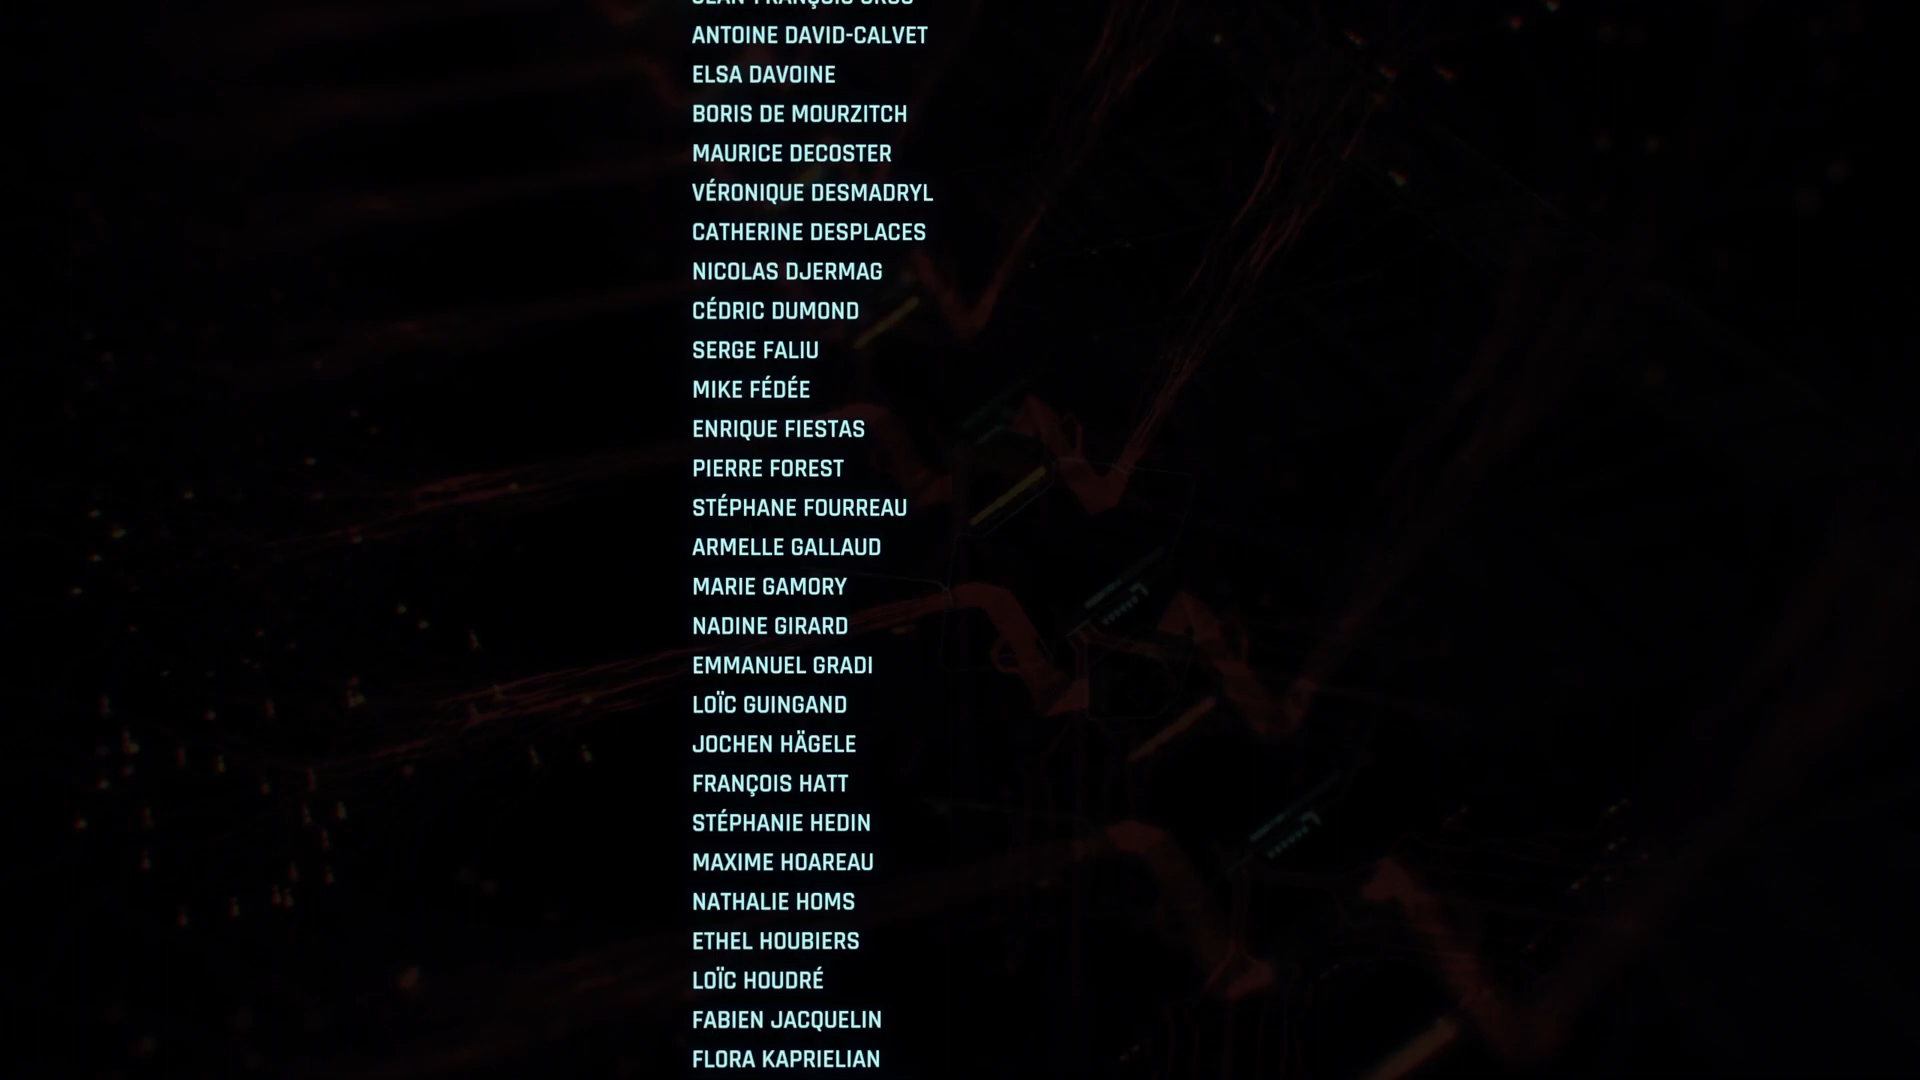 ANTOINE DAVID-CALVET
ELSA DAVOINE
BORIS DE MOURZITCH
MAURICE DECOSTER
VÉRONIQUE DESMADRYL
CATHERINE DESPLACES
NICOLAS DJERMAG
CÉDRIC DUMOND
SERGE FALIU
MIKE FÉDÉE
ENRIQUE FIESTAS
PIERRE FOREST
STÉPHANE FOURREAU
ARMELLE GALLAUD
MARIE GAMORY
NADINE GIRARD
EMMANUEL GRADI
LOÏC GUINGAND
JOCHEN HÄGELE
FRANÇOIS HATT
STÉPHANIE HEDIN
MAXIME HOAREAU
NATHALIE HOMS
ETHEL HOUBIERS
LOÏC HOUDRÉ
FABIEN JACQUELIN
FLORA KAPRIELIAN